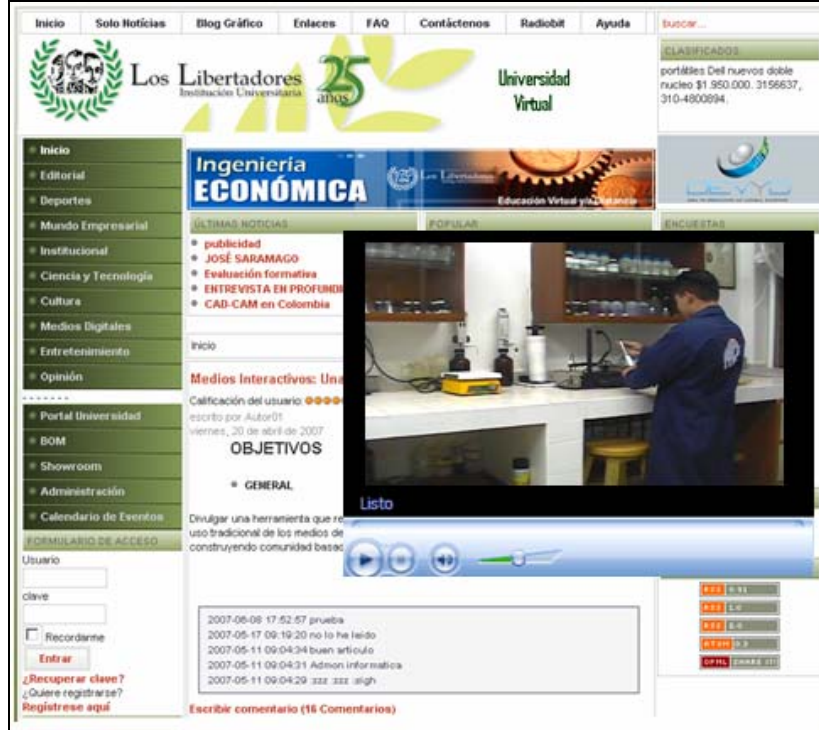 Inicio Solo Notícias Blog Gráfico Enlaces FAQ Contáctenos Radiobit Ayuda
buscar...
Los Libertadores
Institución Universitaria
25
años
Universidad
Virtual
CLASIFICADOS
portátiles Dell nuevos doble
nucleo $1.950.000. 3156637,
310-4800894.
Inicio
Editorial
Deportes
Mundo Empresarial
Institucional
Ciencia y Tecnología
Cultura
Medios Digitales
Entretenimiento
Opinión
Portal Universidad
BOM
Showroom
Administración
Calendario de Eventos
FORMULARIO DE ACCESO
Usuario
clave
Recordarme
Entrar
¿Recuperar clave?
¿Quiere registrarse?
Regístrese aquí
Ingeniería
ECONÓMICA
Los Libertadores
Educación Virtual y/a Distancia
ÚLTIMAS NOTICIAS
publicidad
JOSÉ SARAMAGO
Evaluación formativa
ENTREVISTA EN PROFUNDI
CAD-CAM en Colombia
POPULAR
ENCUESTAS
Inicio
Medios Interactivos: Una
Calificación del usuario:
escrito por Autor01
viernes, 20 de abril de 2007
OBJETIVOS
GENERAL
Divulgar una herramienta que re
uso tradicional de los medios de
construyendo comunidad basad
Listo
2007-06-08 17:52:57 prueba
2007-05-17 09:19:20 no lo he leido
2007-05-11 09:04:34 buen articulo
2007-05-11 09:04:31 Admon informatica
2007-05-11 09:04:29 :zzz :zzz :sigh
Escribir comentario (16 Comentarios)
RSS 0.91
RSS 1.0
RSS 2.0
ATOM 0.3
OPML SHARE IT!